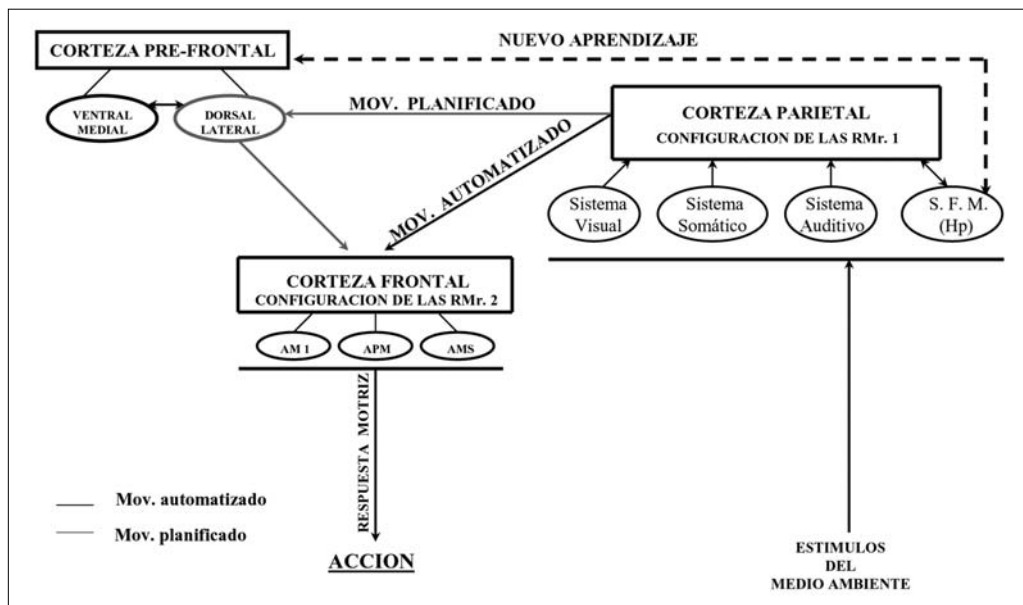 NUEVO APRENDIZAJE
CORTEZA PRE-FRONTAL
VENTRAL
MEDIAL
DORSAL
LATERAL
MOV. PLANIFICADO
MOV. AUTOMATIZADO
CORTEZA PARIETAL
CONFIGURACION DE LAS RMr. 1
Sistema
Visual
Sistema
Somático
Sistema
Auditivo
S. F. M.
(Hp)
CORTEZA FRONTAL
CONFIGURACION DE LAS RMr. 2
AM 1
APM
AMS
RESPUESTA MOTRIZ
Mov. automatizado
Mov. planificado
ACCION
ESTIMULOS
DEL
MEDIO AMBIENTE